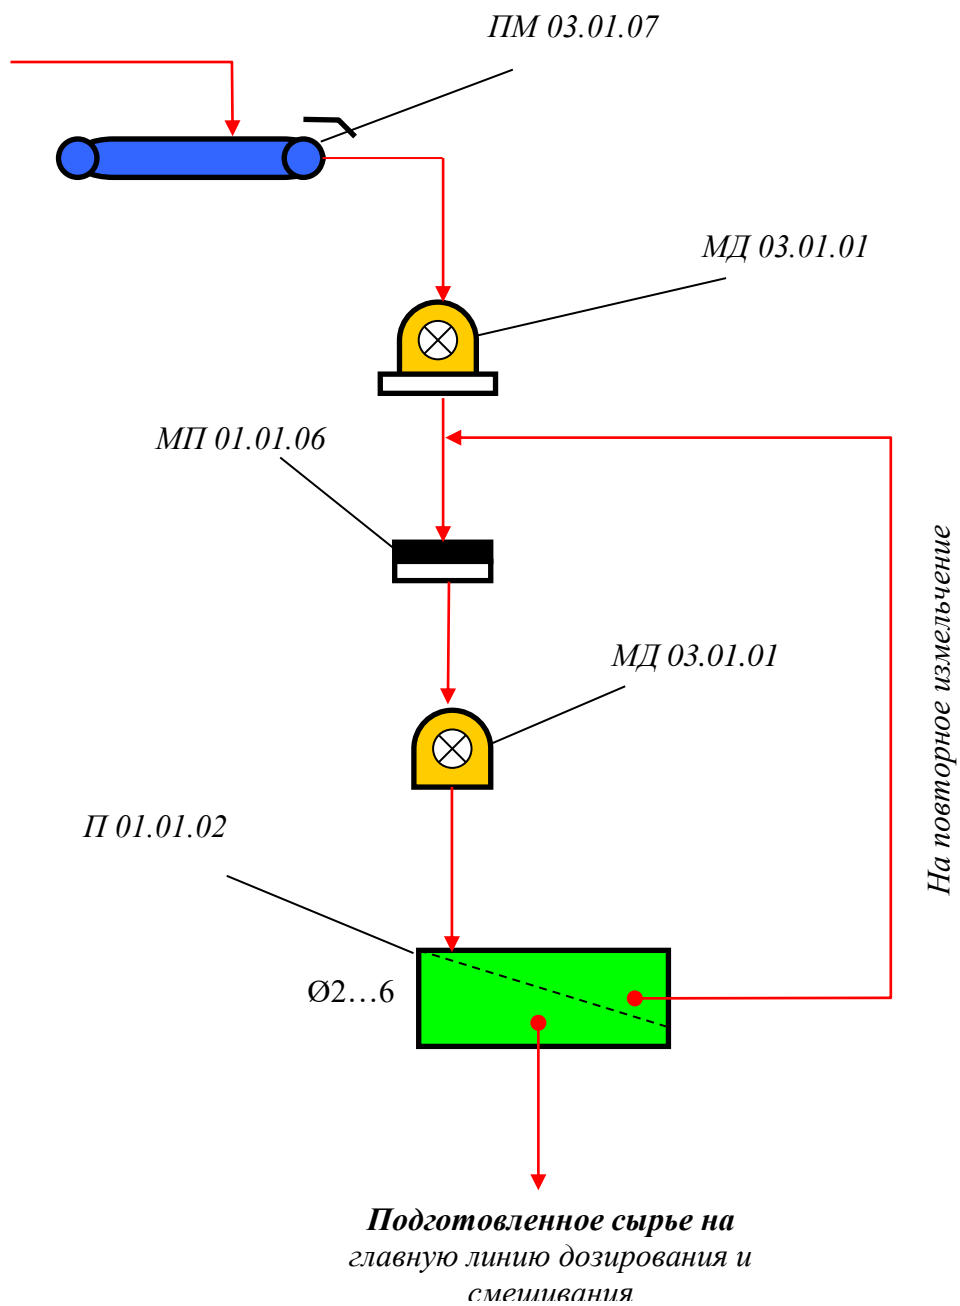 ПМ 03.01.07
МД 03.01.01
МП 01.01.06
МД 03.01.01
П 01.01.02
Ø2…6
На повторное измельчение
Подготовленное сырье на
главную линию дозирования и
смешивания